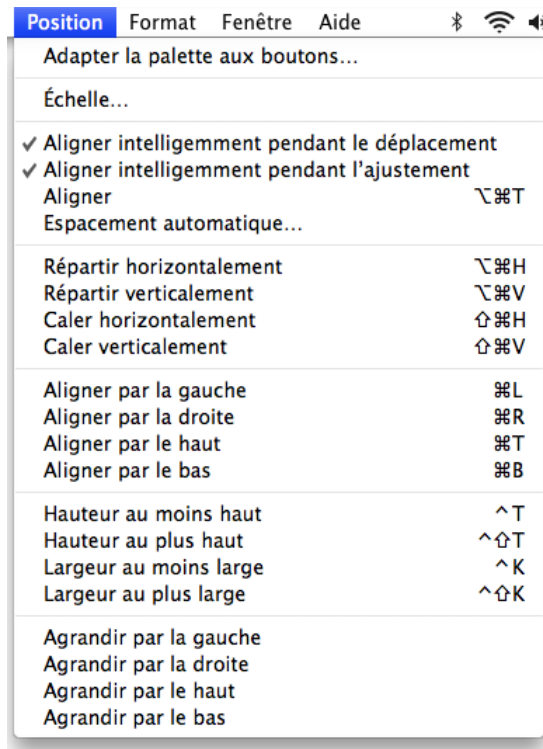 Position Format Fenêtre Aide
Adapter la palette aux boutons...
Échelle...
✓ Aligner intelligemment pendant le déplacement
✓ Aligner intelligemment pendant l'ajustement
Aligner ⌥⌘T
Espacement automatique...
Répartir horizontalement ⌥⌘H
Répartir verticalement ⌥⌘V
Caler horizontalement ⇧⌘H
Caler verticalement ⇧⌘V
Aligner par la gauche ⌘L
Aligner par la droite ⌘R
Aligner par le haut ⌘T
Aligner par le bas ⌘B
Hauteur au moins haut ^T
Hauteur au plus haut ^⇧T
Largeur au moins large ^K
Largeur au plus large ^⇧K
Agrandir par la gauche
Agrandir par la droite
Agrandir par le haut
Agrandir par le bas